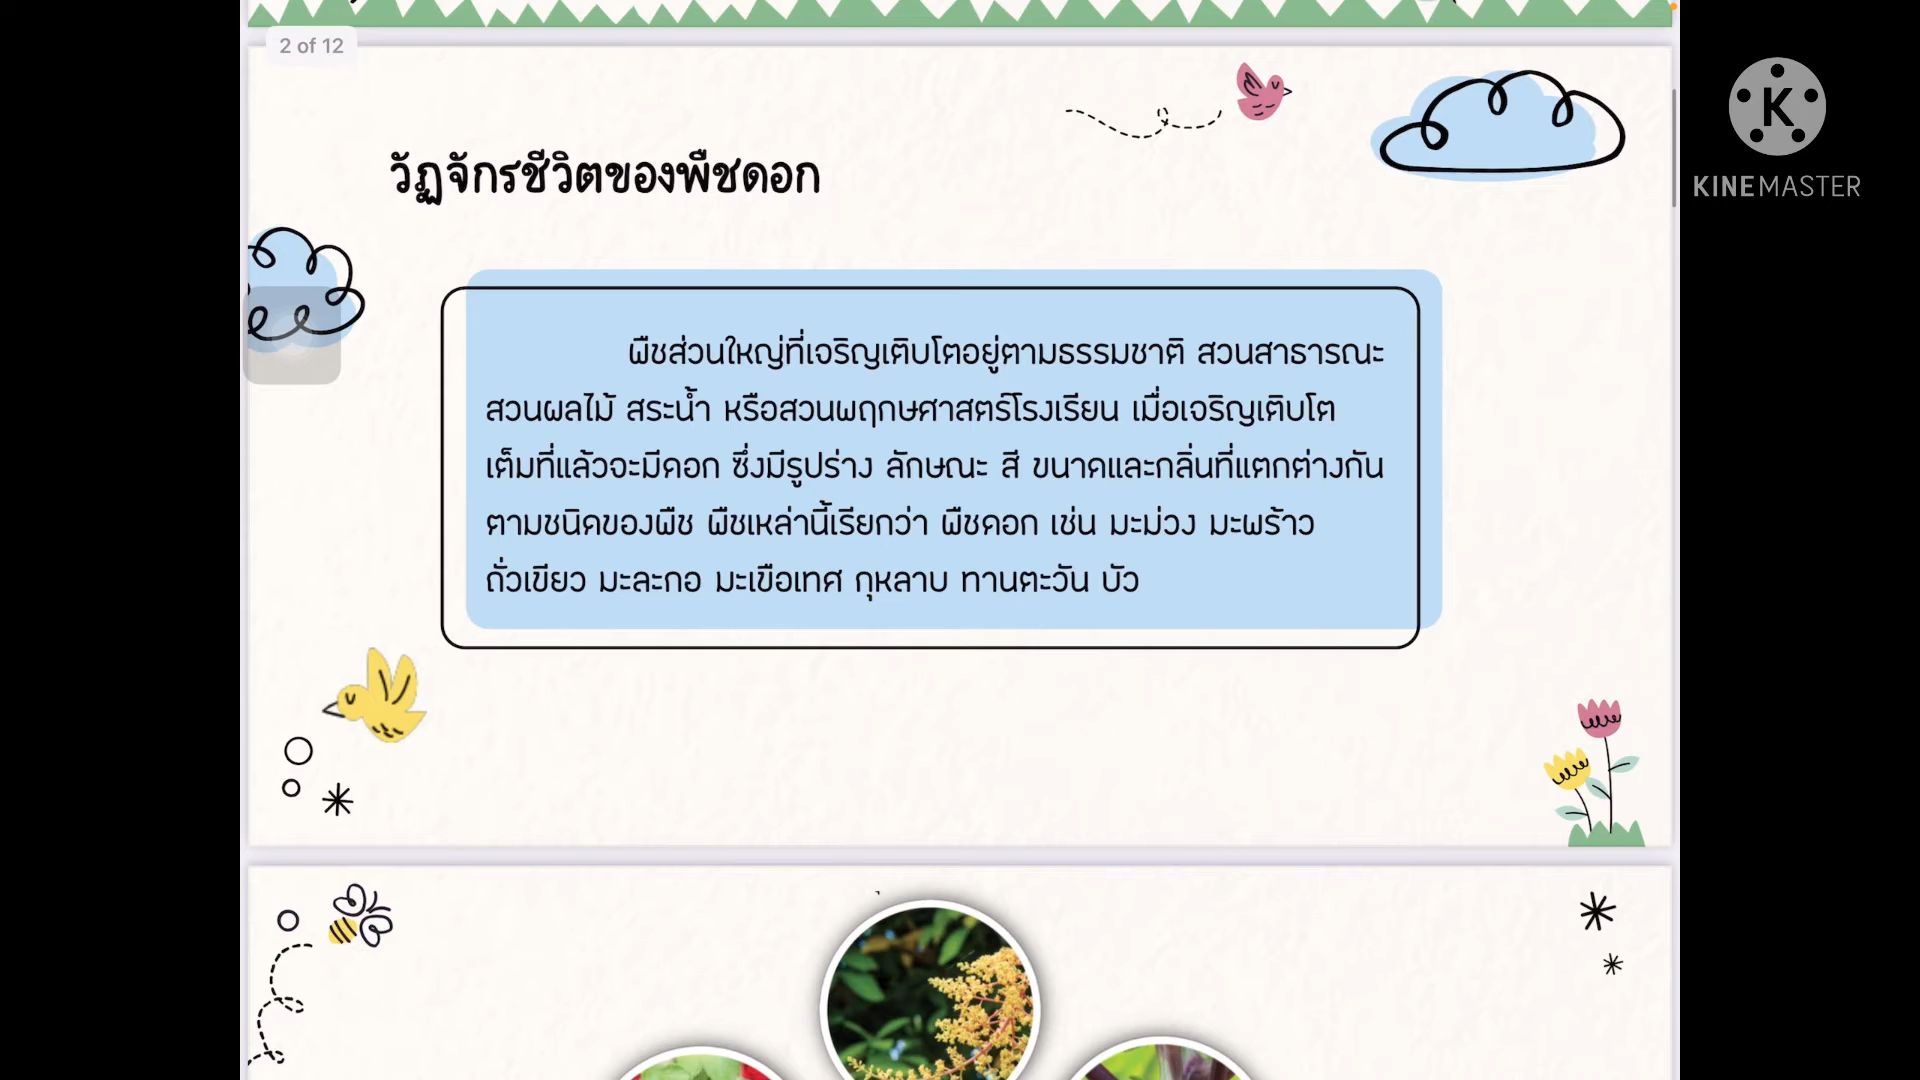 2 of 12
วัฏจักรชีวิตของพืชดอก
พืชส่วนใหญ่ที่เจริญเติบโตอยู่ตามธรรมชาติ สวนสาธารณะ
สวนผลไม้ สระน้ำ หรือสวนพฤกษศาสตร์โรงเรียน เมื่อเจริญเติบโต
เต็มที่แล้วจะมีดอก ซึ่งมีรูปร่าง ลักษณะ สี ขนาดและกลิ่นที่แตกต่างกัน
ตามชนิดของพืช พืชเหล่านี้เรียกว่า พืชดอก เช่น มะม่วง มะพร้าว
ถั่วเขียว มะละกอ มะเขือเทศ กุหลาบ ทานตะวัน บัว
K
KINEMASTER